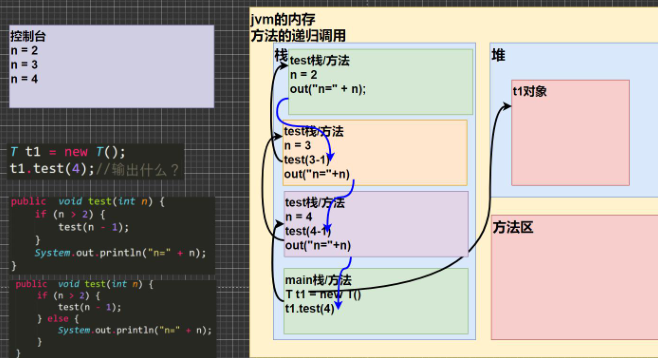 控制台
n = 2
n = 3
n = 4
T t1 = new T();
t1.test(4);//输出什么？
public void test(int n) {
if (n > 2) {
test(n - 1);
}
System.out.println("n=" + n);
}
public void test(int n) {
if (n > 2) {
test(n - 1);
} else {
System.out.println("n=" + n);
}
}
jvm的内存
方法的递归调用
栈
test栈/方法
n = 2
out("n=" + n);
test栈/方法
n = 3
test(3-1)
out("n="+n)
test栈/方法
n = 4
test(4-1)
out("n="+n)
main栈/方法
T t1 = new T()
t1.test(4)
堆
t1对象
方法区